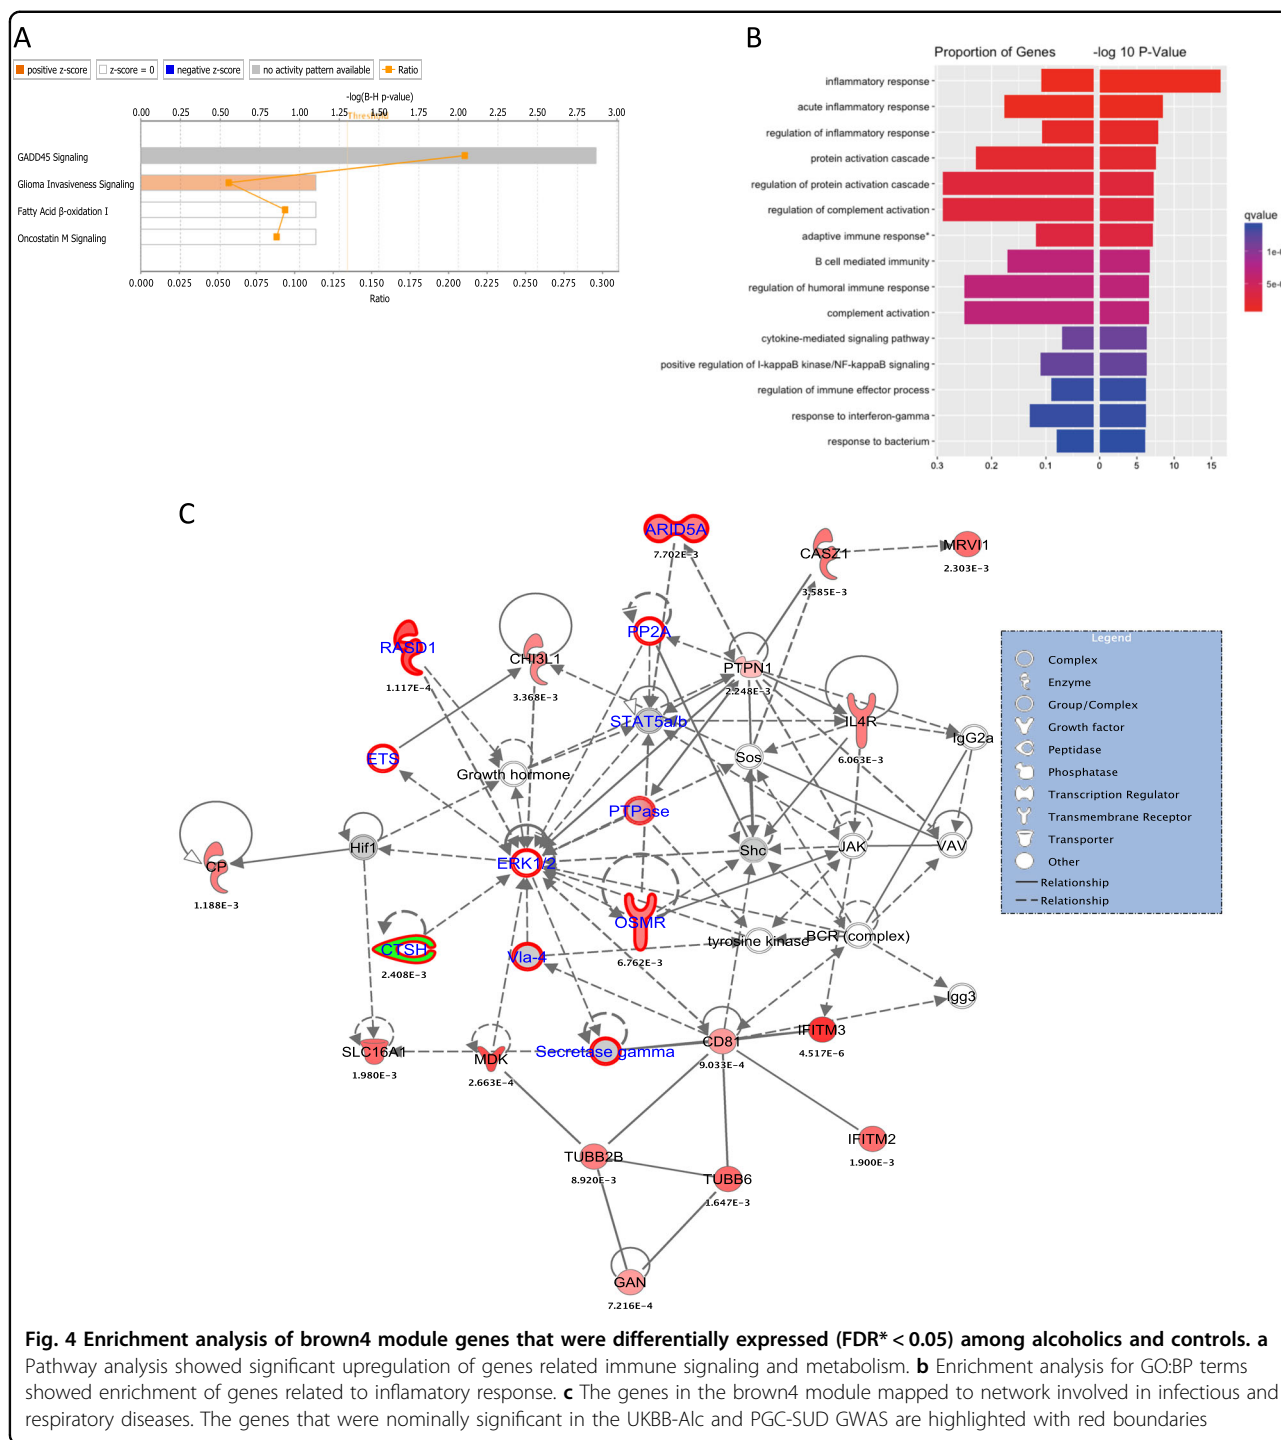 A
positive z-score
z-score = 0
negative z-score
no activity pattern available
Ratio
-log(B-H p-value)
0.00 0.25 0.50 0.75 1.00 1.25 1.50 1.75 2.00 2.25 2.50 2.75 3.00
Threshold
GADD45 Signaling
Glioma Invasiveness Signaling
Fatty Acid β-oxidation I
Oncostatin M Signaling
0.000 0.025 0.050 0.075 0.100 0.125 0.150 0.175 0.200 0.225 0.250 0.275 0.300
Ratio
B
Proportion of Genes -log 10 P-Value
inflammatory response
acute inflammatory response
regulation of inflammatory response
protein activation cascade
regulation of protein activation cascade
regulation of complement activation
adaptive immune response*
B cell mediated immunity
regulation of humoral immune response
complement activation
cytokine-mediated signaling pathway
positive regulation of I-kappaB kinase/NF-kappaB signaling
regulation of immune effector process
response to interferon-gamma
response to bacterium
0.3 0.2 0.1 0 5 10 15
qvalue
1e-0
5e-0
C
ARID5A
7.702E-3
CASZ1
3.585E-3
MRVI1
2.303E-3
RASD1
1.117E-4
CHI3L1
3.368E-3
PP2A
PTPN1
2.248E-3
STAT5a/b
IL4R
6.063E-3
IgG2a
ETS
Growth hormone
Sos
PTPase
CP
1.188E-3
Hif1
ERK1/2
Shc
JAK
VAV
CTSH
2.408E-3
Vla-4
OSMR
6.762E-3
tyrosine kinase
BCR (complex)
Igg3
SLC16A1
1.980E-3
MDK
2.663E-4
Secretase gamma
CD81
9.033E-4
IFITM3
4.517E-6
TUBB2B
8.920E-3
TUBB6
1.647E-3
IFITM2
1.900E-3
GAN
7.216E-4
Legend
Complex
Enzyme
Group/Complex
Growth factor
Peptidase
Phosphatase
Transcription Regulator
Transmembrane Receptor
Transporter
Other
Relationship
Relationship
Fig. 4 Enrichment analysis of brown4 module genes that were differentially expressed (FDR* < 0.05) among alcoholics and controls. a
Pathway analysis showed significant upregulation of genes related immune signaling and metabolism. b Enrichment analysis for GO:BP terms
showed enrichment of genes related to inflamatory response. c The genes in the brown4 module mapped to network involved in infectious and
respiratory diseases. The genes that were nominally significant in the UKBB-Alc and PGC-SUD GWAS are highlighted with red boundaries